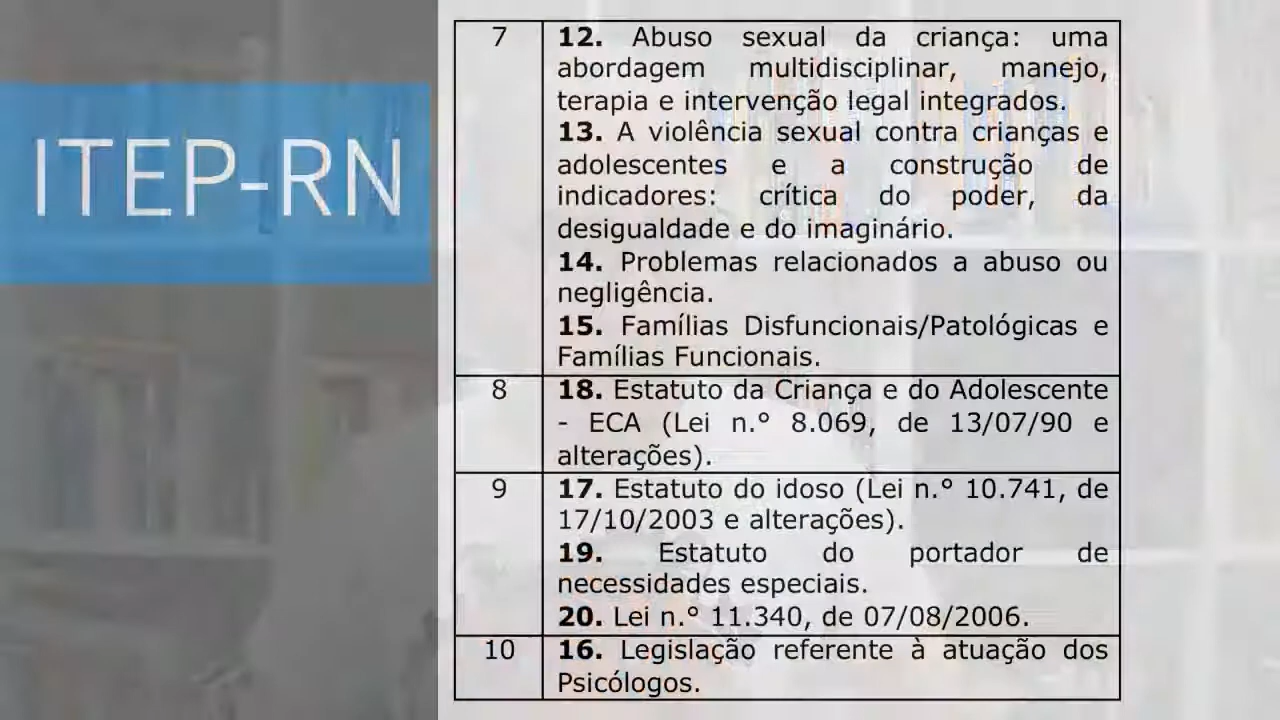 ITEP-RN
7
12. Abuso sexual da criança: uma
abordagem multidisciplinar, manejo,
terapia e intervenção legal integrados.
13. A violência sexual contra crianças e
adolescentes e a construção de
indicadores: crítica do poder, da
desigualdade e do imaginário.
14. Problemas relacionados a abuso ou
negligência.
15. Famílias Disfuncionais/Patológicas e
Famílias Funcionais.
8
18. Estatuto da Criança e do Adolescente
- ECA (Lei n.° 8.069, de 13/07/90 e
alterações).
9
17. Estatuto do idoso (Lei n.° 10.741, de
17/10/2003 e alterações).
19. Estatuto do portador de
necessidades especiais.
20. Lei n.° 11.340, de 07/08/2006.
10
16. Legislação referente à atuação dos
Psicólogos.